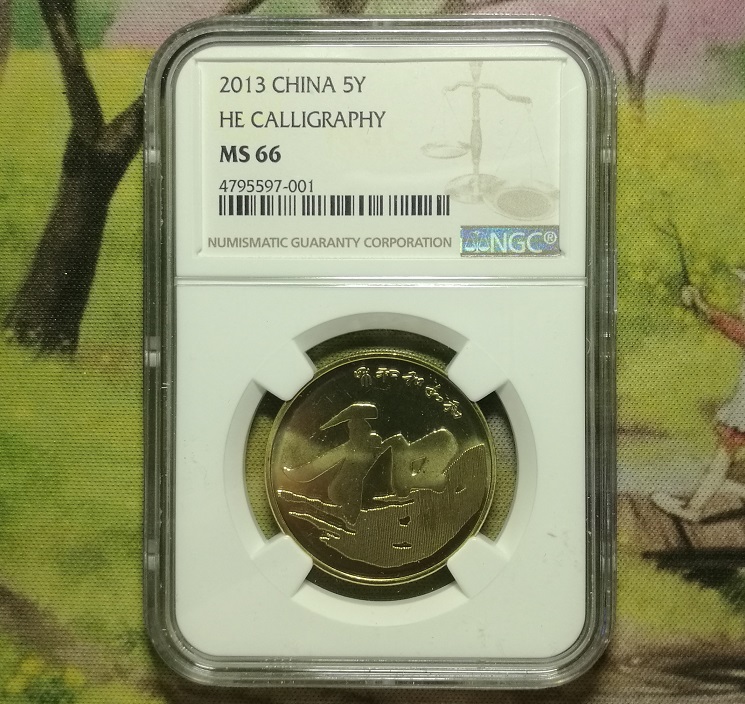 2013 CHINA 5Y
HE CALLIGRAPHY
MS 66
4795597-001
NUMISMATIC GUARANTY CORPORATION NGC®